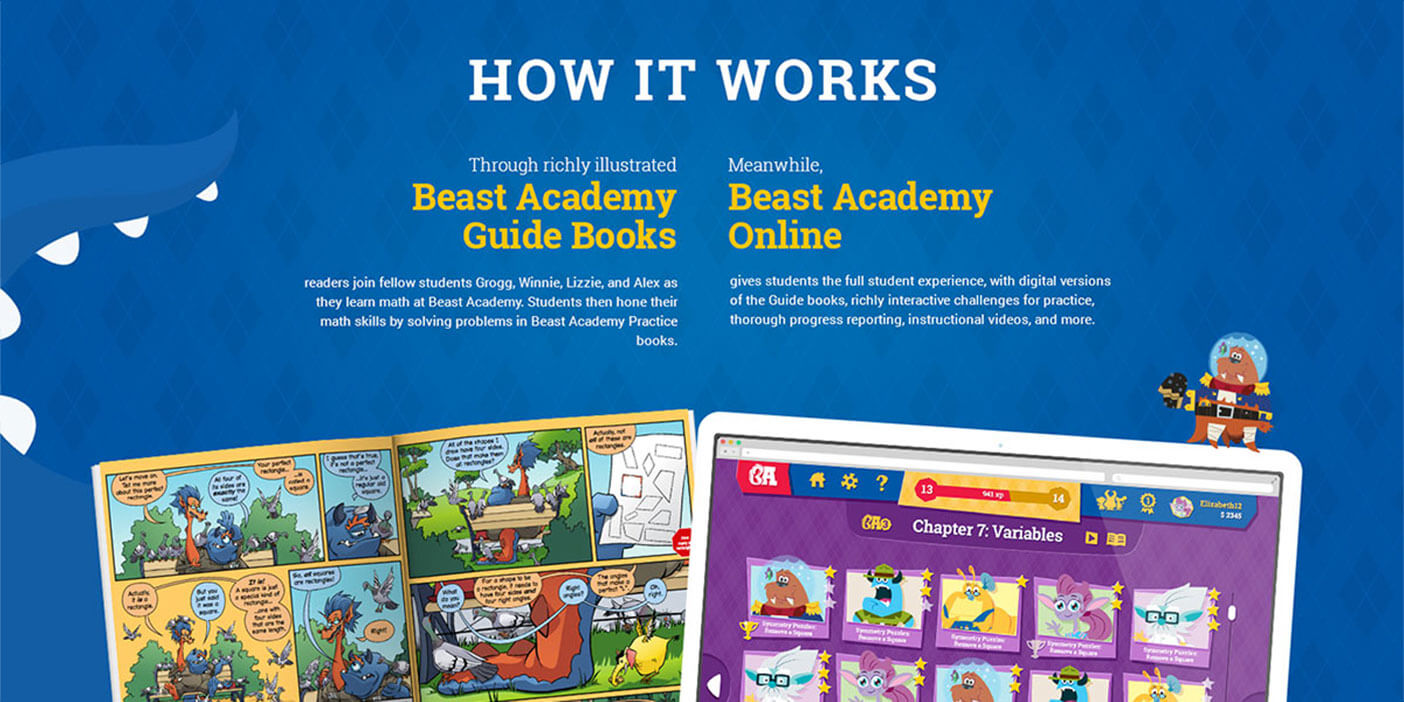 HOW IT WORKS
Through richly illustrated
Beast Academy
Guide Books
readers join fellow students Grogg, Winnie, Lizzie, and Alex as
they learn math at Beast Academy. Students then hone their
math skills by solving problems in Beast Academy Practice
books.
Meanwhile,
Beast Academy
Online
gives students the full student experience, with digital versions
of the Guide books, richly interactive challenges for practice,
thorough progress reporting, instructional videos, and more.
Let's move on.
Tell me more
about this perfect
rectangle.
At four of
its sides are
exactly the
same!
Your perfect
rectangle...
...is
called a
square.
I guess that's true,
it's not a perfect
rectangle...
...it's just a
regular old
square.
All of the shapes I
drew have four sides.
Does that make them
all rectangles?
Actually, not
all of these are
rectangles.
Actually,
it is a
rectangle.
But you
just said
it was a
square.
It is!
A square is just
a special kind of
rectangle...
...one with
four sides
that are the
same length.
So, all squares
are rectangles!
Right!
What
do you
mean?
For a shape to be
a rectangle, it needs to
have four sides and
four right angles.
Right
angles?
The angles
that make a
perfect "L".
Oh,
right.
BA
?
13
941 xp
14
Elizabeth12
$ 2345
BA3
Chapter 7: Variables
Symmetry Puzzles:
Remove a Square
Symmetry Puzzles:
Remove a Square
Symmetry Puzzles:
Remove a Square
Symmetry Puzzles:
Remove a Square
Symmetry Puzzles:
Remove a Square